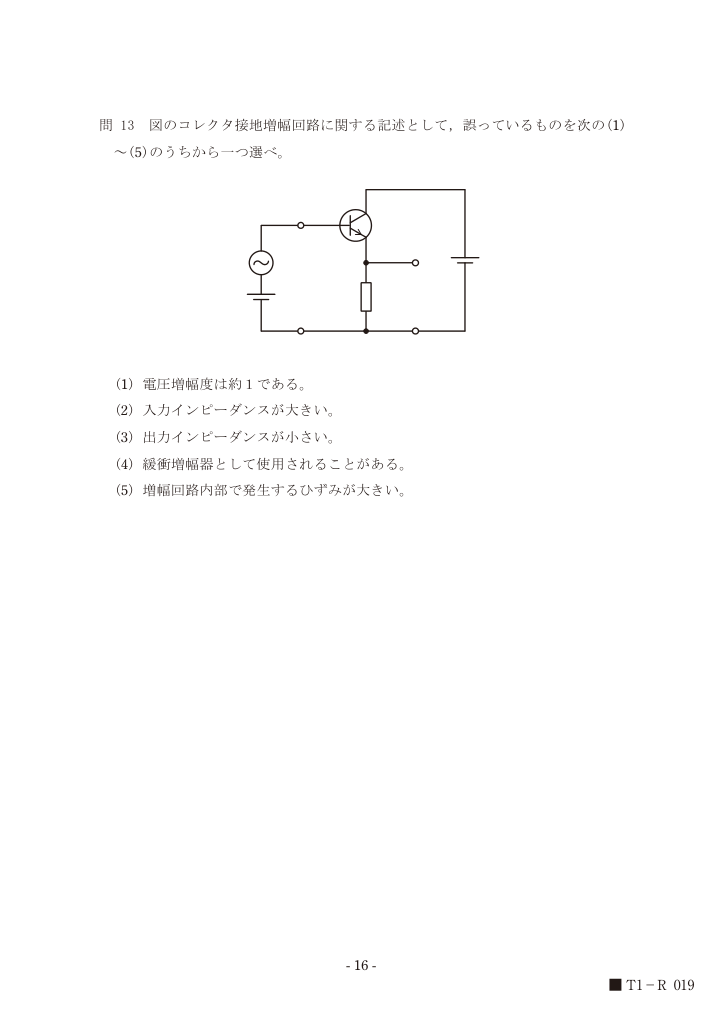 問 13　図のコレクタ接地増幅回路に関する記述として，誤っているものを次の(1)
～(5)のうちから一つ選べ。
(1) 電圧増幅度は約 1 である。
(2) 入力インピーダンスが大きい。
(3) 出力インピーダンスが小さい。
(4) 緩衝増幅器として使用されることがある。
(5) 増幅回路内部で発生するひずみが大きい。
- 16 -
■ T1－R 019